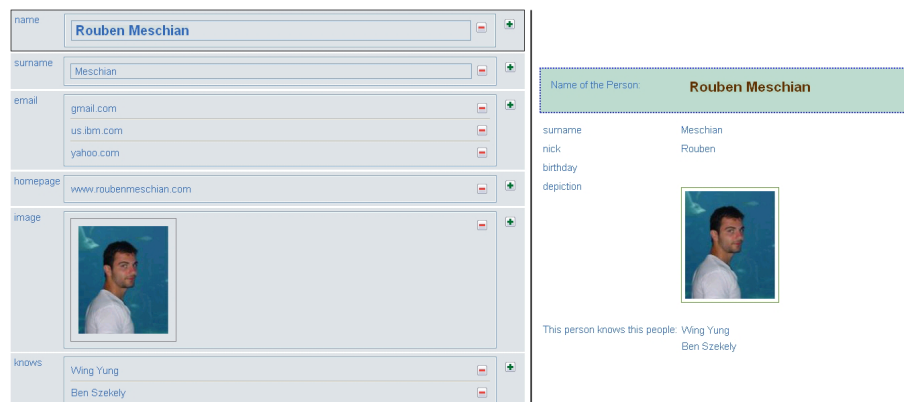 name
Rouben Meschian
surname
Meschian
email
gmail.com
us.ibm.com
yahoo.com
homepage
www.roubenmeschian.com
image
knows
Wing Yung
Ben Szekely
Name of the Person: Rouben Meschian
surname Meschian
nick Rouben
birthday
depiction
This person knows this people: Wing Yung
Ben Szekely